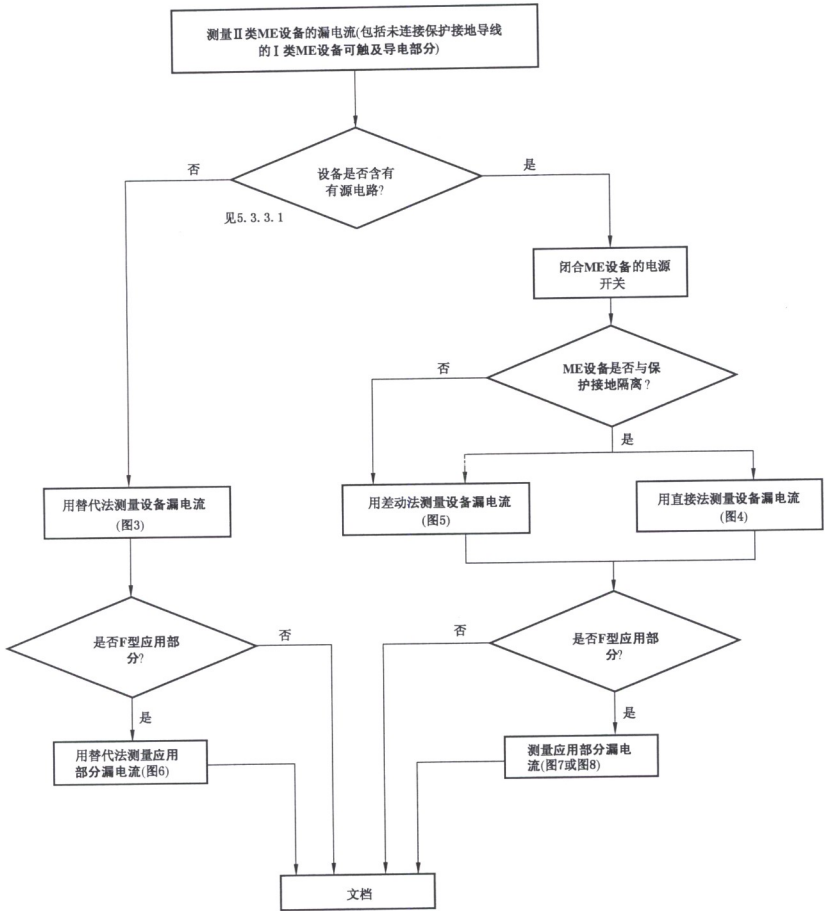 测量Ⅱ类ME设备的漏电流(包括未连接保护接地导线
的Ⅰ类ME设备可触及导电部分)
设备是否含有
有源电路?
否
是
见5.3.3.1
闭合ME设备的电源
开关
ME设备是否与保
护接地隔离?
否
是
用替代法测量设备漏电流
(图3)
用差动法测量设备漏电流
(图5)
用直接法测量设备漏电流
(图4)
是否F型应用部
分?
否
是
是否F型应用部
分?
否
是
用替代法测量应用
部分漏电流(图6)
测量应用部分漏电
流(图7或图8)
文档